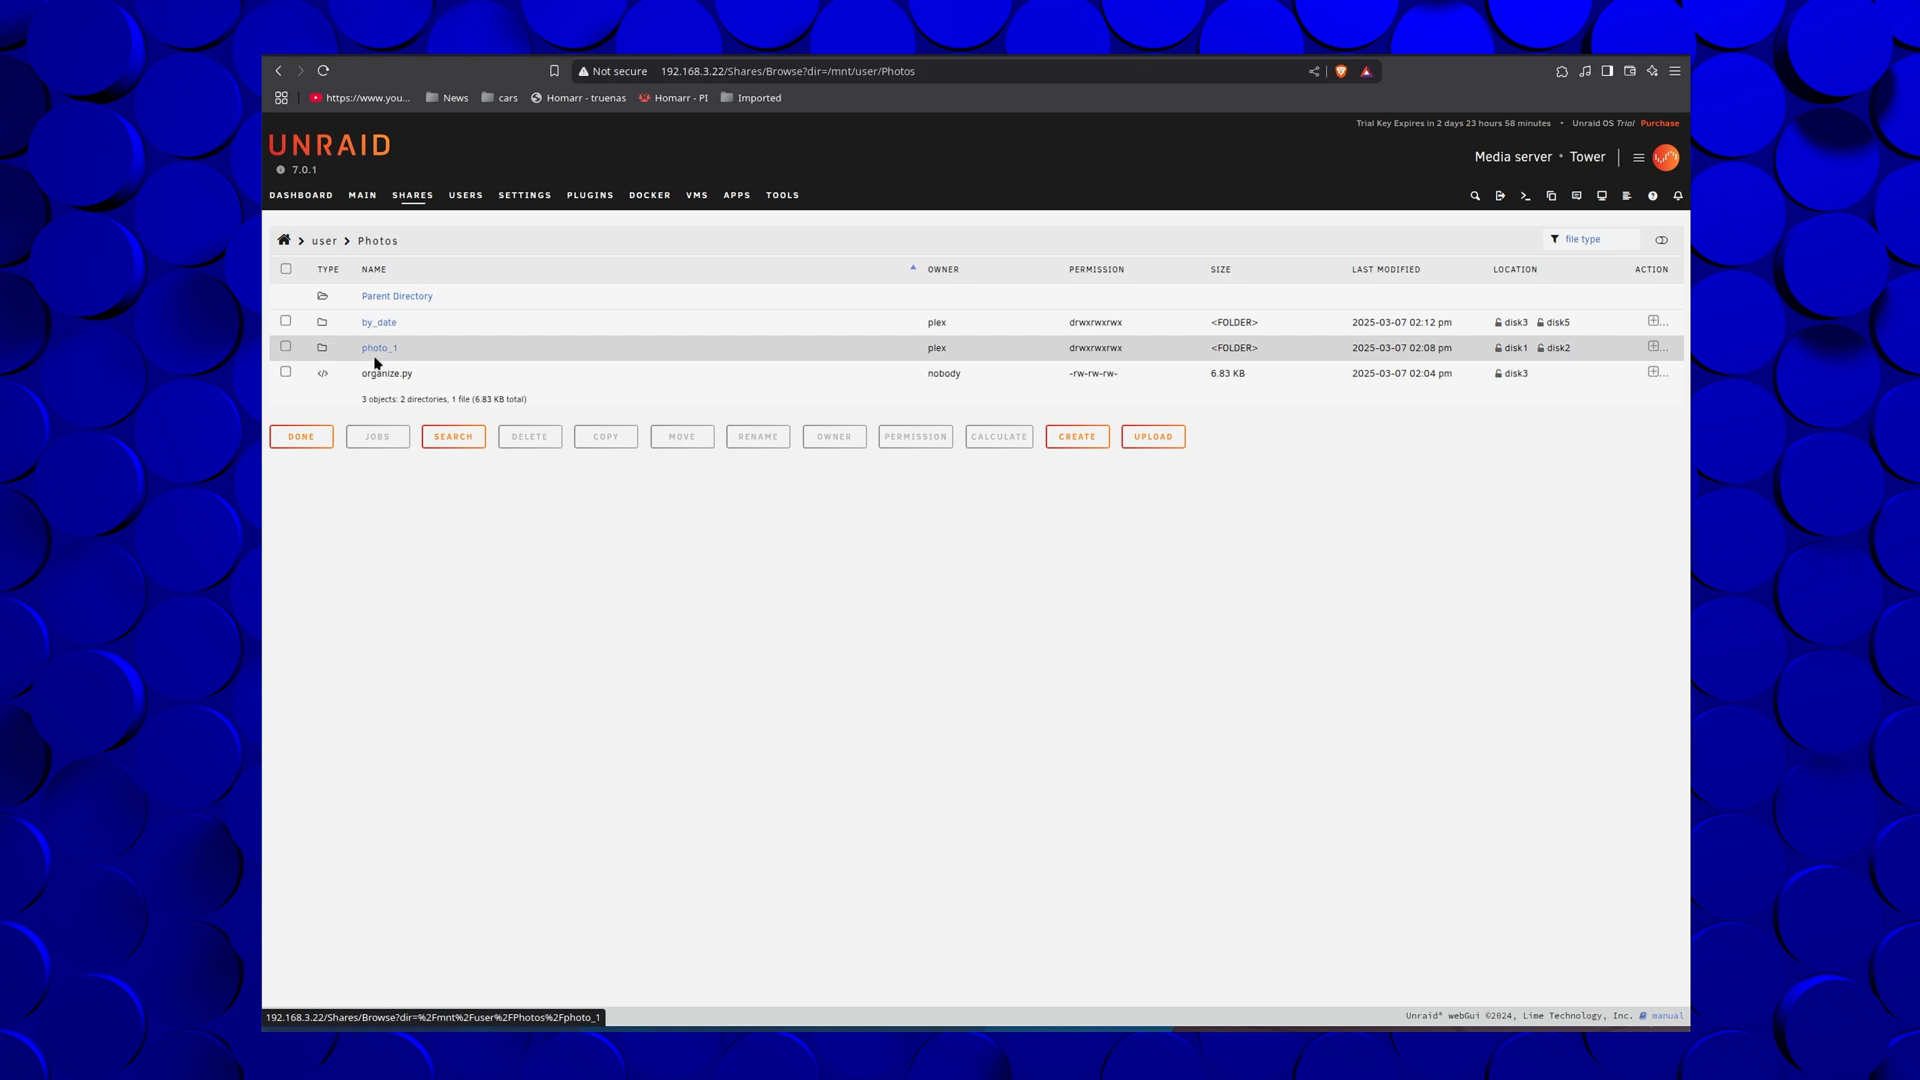 Not secure 192.168.3.22/Shares/Browse?dir=/mnt/user/Photos
https://www.you... News cars Homarr - truenas Homarr - PI Imported
Trial Key Expires in 2 days 23 hours 58 minutes • Unraid OS Trial Purchase
UNRAID
7.0.1
Media server • Tower
DASHBOARD MAIN SHARES USERS SETTINGS PLUGINS DOCKER VMS APPS TOOLS
user Photos
file type
TYPE NAME OWNER PERMISSION SIZE LAST MODIFIED LOCATION ACTION
Parent Directory
by_date plex drwxrwxrwx <FOLDER> 2025-03-07 02:12 pm disk3 disk5 ...
photo_1 plex drwxrwxrwx <FOLDER> 2025-03-07 02:08 pm disk1 disk2 ...
organize.py nobody -rw-rw-rw- 6.83 KB 2025-03-07 02:04 pm disk3 ...
3 objects: 2 directories, 1 file (6.83 KB total)
DONE JOBS SEARCH DELETE COPY MOVE RENAME OWNER PERMISSION CALCULATE CREATE UPLOAD
192.168.3.22/Shares/Browse?dir=%2Fmnt%2Fuser%2FPhotos%2Fphoto_1
Unraid® webGui ©2024, Lime Technology, Inc. manual